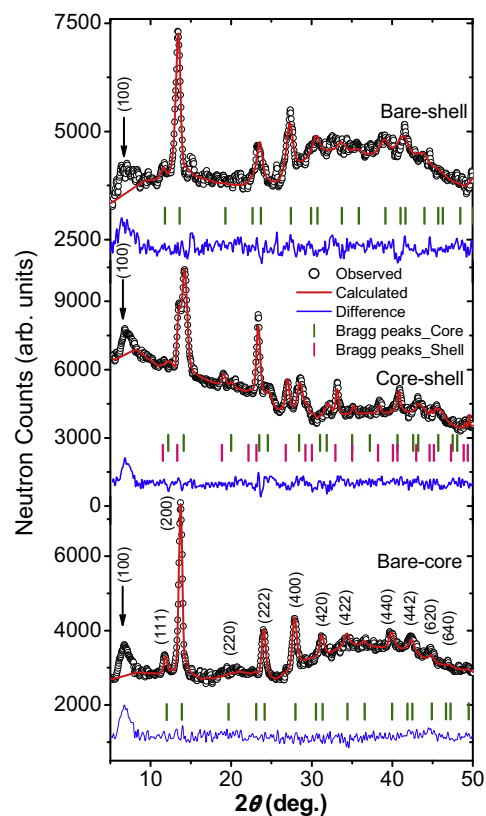 Neutron Counts (arb. units)
7500
5000
2500
(100)
Bare-shell
9000
6000
3000
0
(100)
Observed
Calculated
Difference
Bragg peaks_Core
Bragg peaks_Shell
Core-shell
6000
4000
2000
(100)
(111)
(200)
(220)
(222)
(400)
(420)
(422)
(440)
(442)
(620)
(640)
Bare-core
10 20 30 40 50
2θ (deg.)